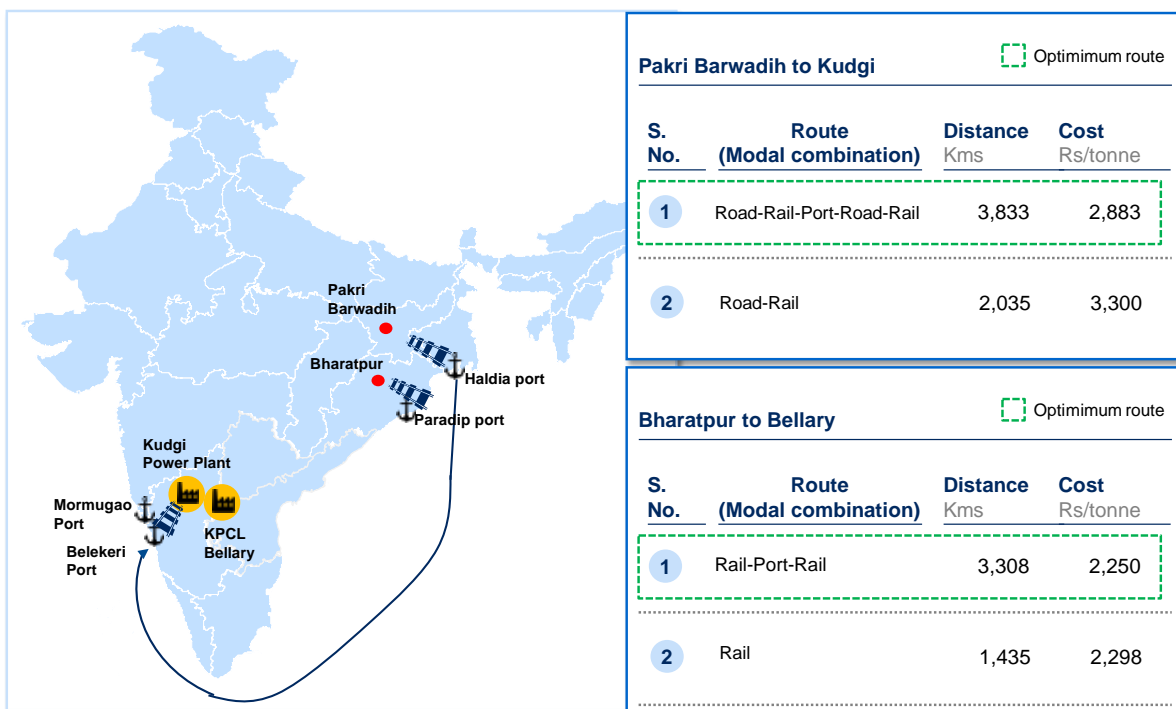 Pakri
Barwadih
Bharatpur
Haldia port
Paradip port
Kudgi
Power Plant
Mormugao
Port
KPCL
Bellary
Belekeri
Port
Pakri Barwadih to Kudgi
Optimimum route
S.
No.
Route
(Modal combination)
Distance
Kms
Cost
Rs/tonne
1 Road-Rail-Port-Road-Rail 3,833 2,883
2 Road-Rail 2,035 3,300
Bharatpur to Bellary
Optimimum route
S.
No.
Route
(Modal combination)
Distance
Kms
Cost
Rs/tonne
1 Rail-Port-Rail 3,308 2,250
2 Rail 1,435 2,298